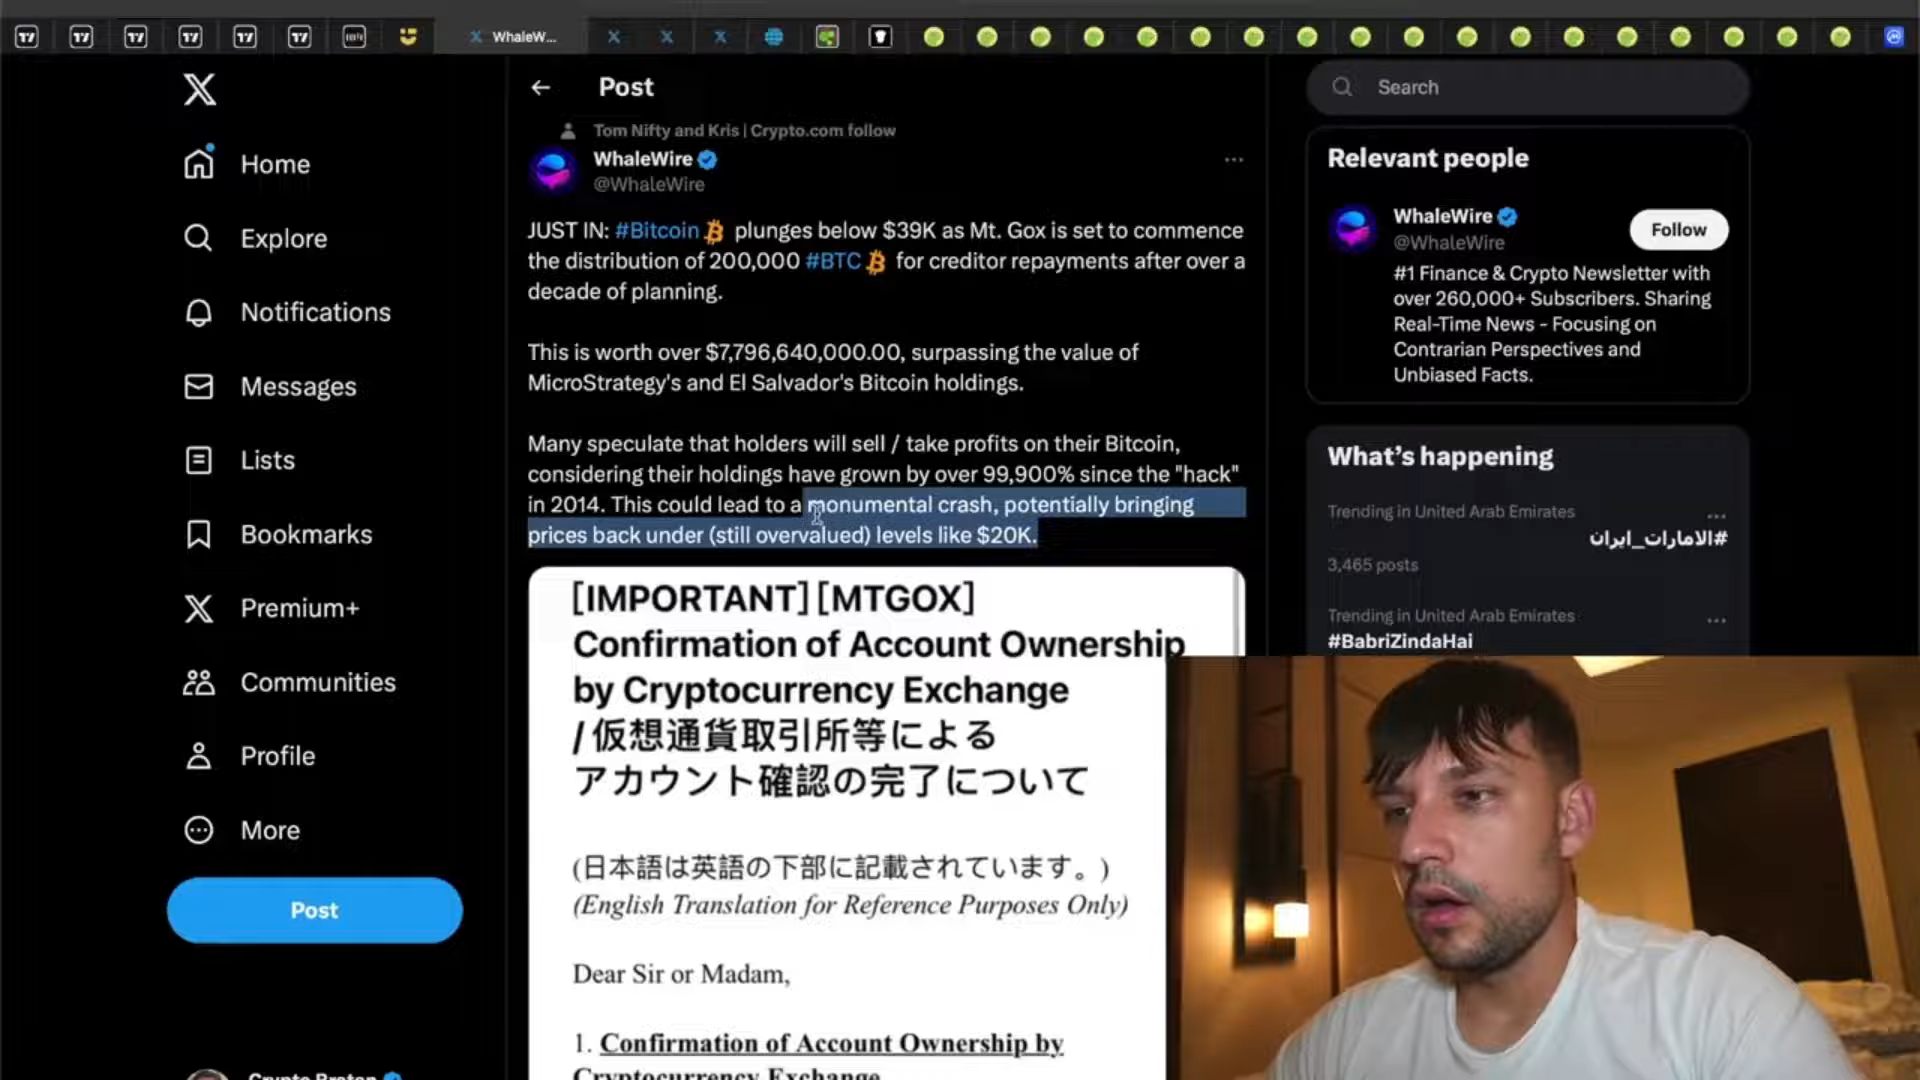 WhaleW...
Home
Explore
Notifications
Messages
Lists
Bookmarks
Premium+
Communities
Profile
More
Post
Post
Tom Nifty and Kris | Crypto.com follow
WhaleWire
@WhaleWire
JUST IN: #Bitcoin plunges below $39K as Mt. Gox is set to commence
the distribution of 200,000 #BTC for creditor repayments after over a
decade of planning.
This is worth over $7,796,640,000.00, surpassing the value of
MicroStrategy's and El Salvador's Bitcoin holdings.
Many speculate that holders will sell / take profits on their Bitcoin,
considering their holdings have grown by over 99,900% since the "hack"
in 2014. This could lead to a monumental crash, potentially bringing
prices back under (still overvalued) levels like $20K.
[IMPORTANT] [MTGOX]
Confirmation of Account Ownership
by Cryptocurrency Exchange
/ 仮想通貨取引所等による
アカウント確認の完了について
(日本語は英語の下部に記載されています。)
(English Translation for Reference Purposes Only)
Dear Sir or Madam,
1. Confirmation of Account Ownership by
Cryptocurrency Exchange
Search
Relevant people
WhaleWire
@WhaleWire
Follow
#1 Finance & Crypto Newsletter with
over 260,000+ Subscribers. Sharing
Real-Time News - Focusing on
Contrarian Perspectives and
Unbiased Facts.
What's happening
Trending in United Arab Emirates
#الامارات_ايران
3,465 posts
Trending in United Arab Emirates
#BabriZindaHai